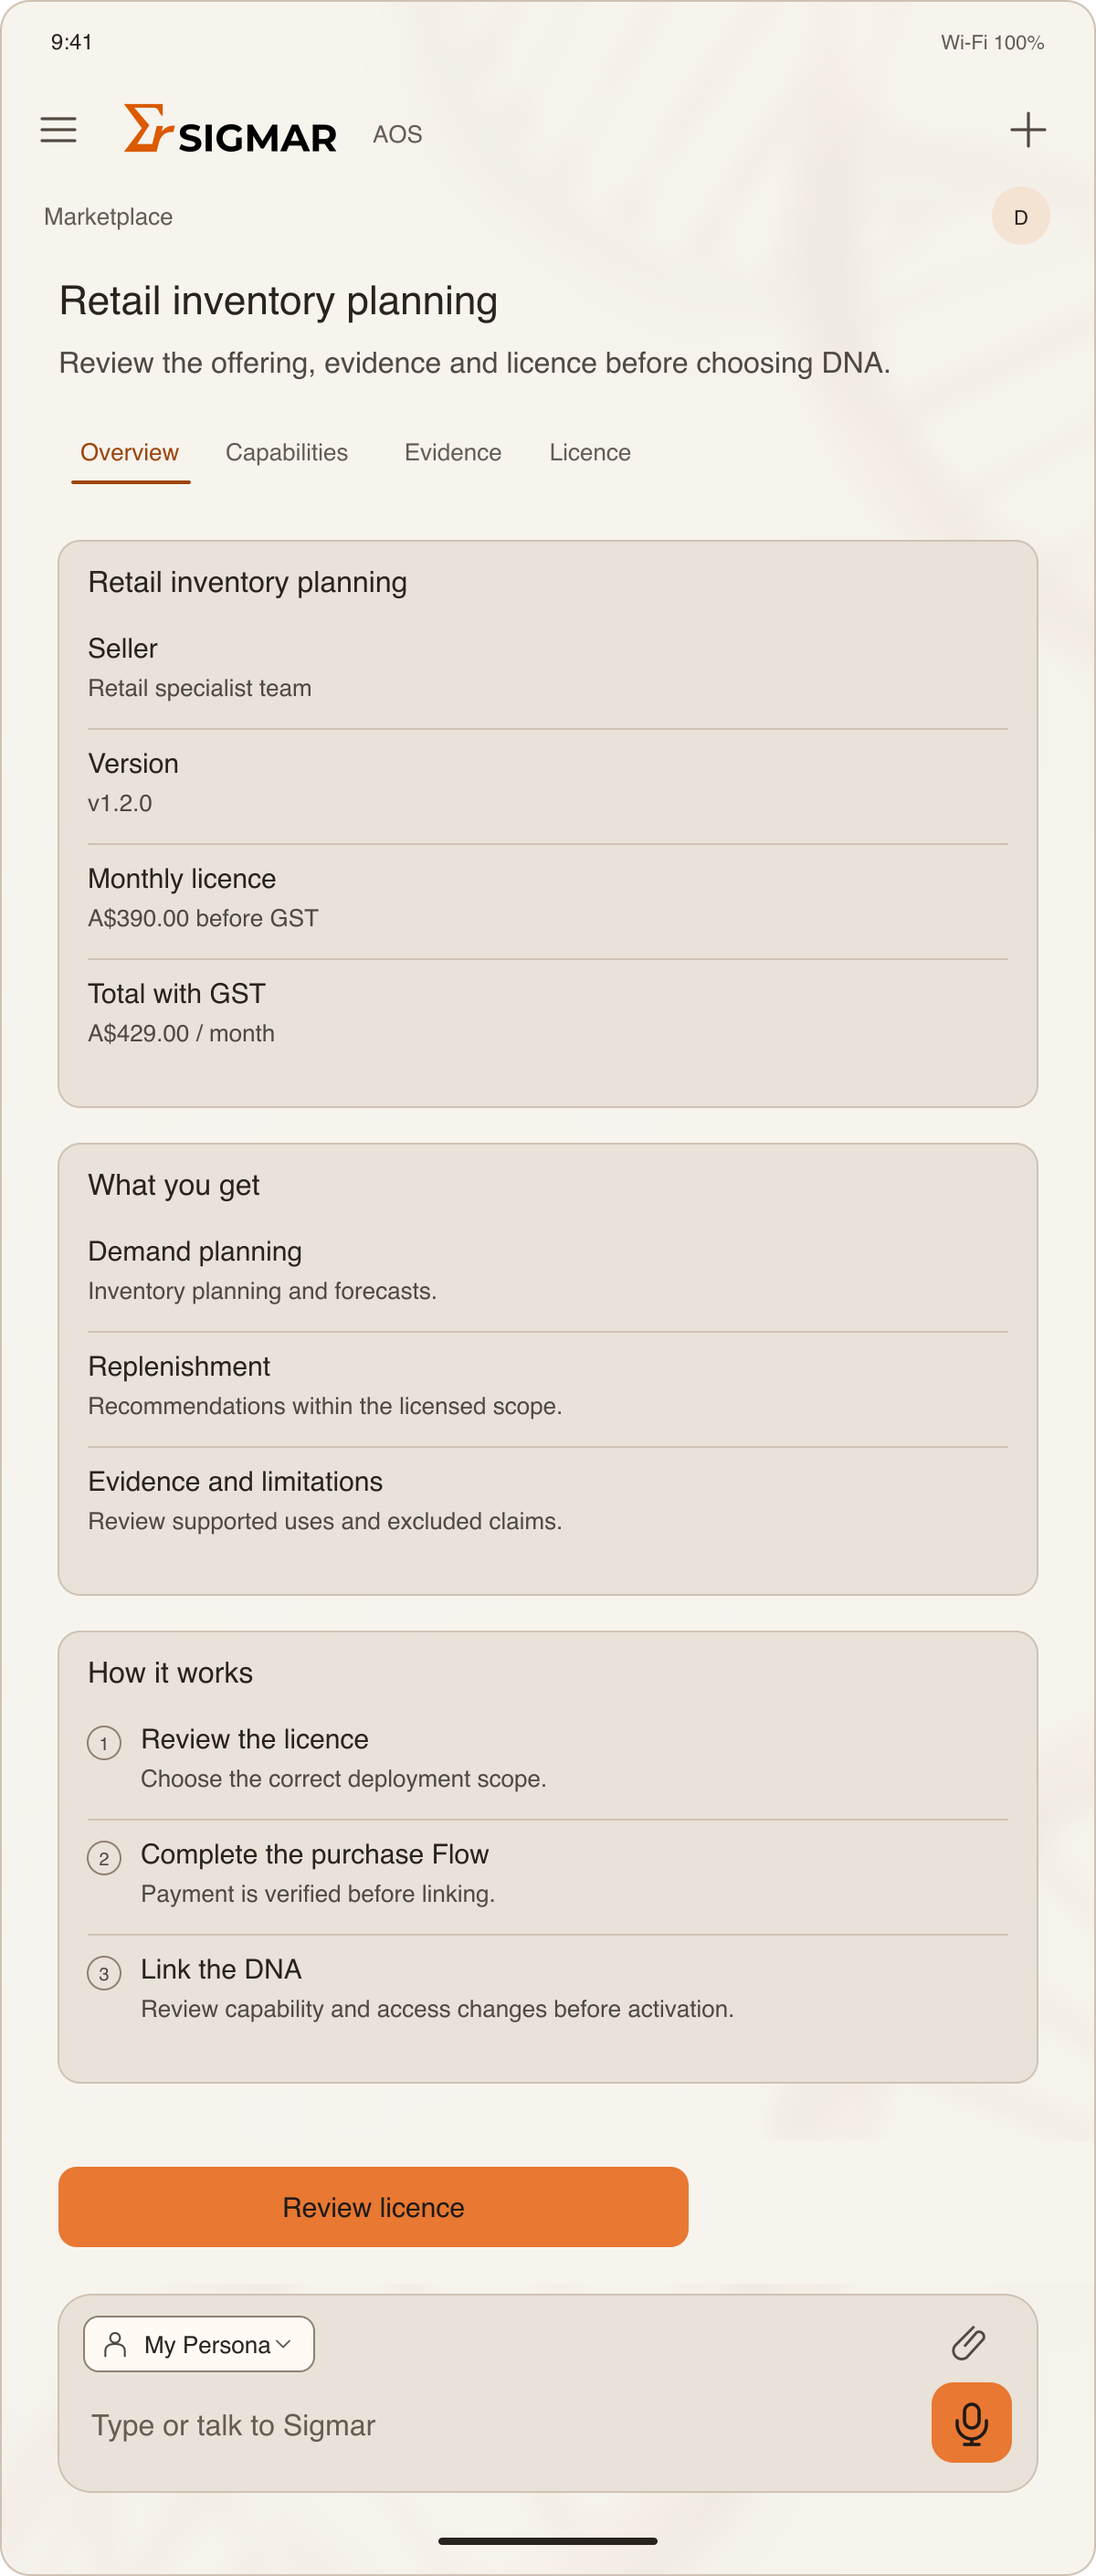 9:41
Wi-Fi 100%
Σr SIGMAR AOS
Marketplace
D
Retail inventory planning
Review the offering, evidence and licence before choosing DNA.
Overview Capabilities Evidence Licence
Retail inventory planning
Seller
Retail specialist team
Version
v1.2.0
Monthly licence
A$390.00 before GST
Total with GST
A$429.00 / month
What you get
Demand planning
Inventory planning and forecasts.
Replenishment
Recommendations within the licensed scope.
Evidence and limitations
Review supported uses and excluded claims.
How it works
1 Review the licence
Choose the correct deployment scope.
2 Complete the purchase Flow
Payment is verified before linking.
3 Link the DNA
Review capability and access changes before activation.
Review licence
My Persona
Type or talk to Sigmar